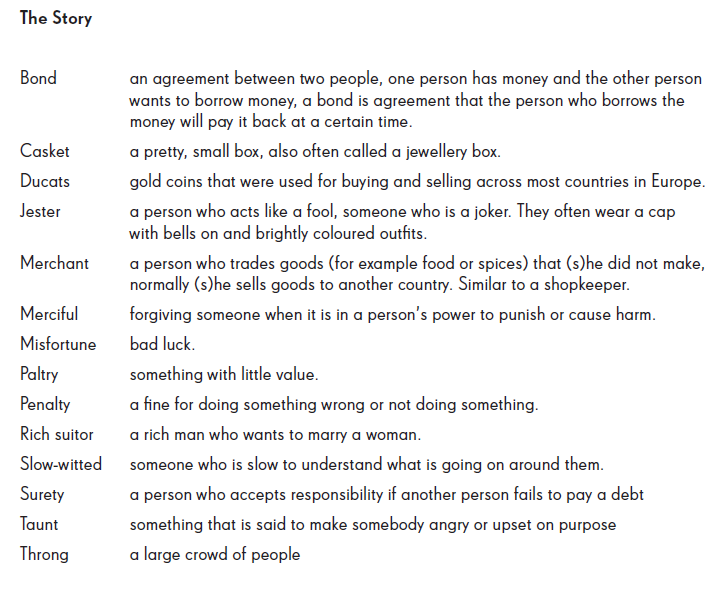 The Story
Bond an agreement between two people, one person has money and the other person
wants to borrow money, a bond is agreement that the person who borrows the
money will pay it back at a certain time.
Casket a pretty, small box, also often called a jewellery box.
Ducats gold coins that were used for buying and selling across most countries in Europe.
Jester a person who acts like a fool, someone who is a joker. They often wear a cap
with bells on and brightly coloured outfits.
Merchant a person who trades goods (for example food or spices) that (s)he did not make,
normally (s)he sells goods to another country. Similar to a shopkeeper.
Merciful forgiving someone when it is in a person's power to punish or cause harm.
Misfortune bad luck.
Paltry something with little value.
Penalty a fine for doing something wrong or not doing something.
Rich suitor a rich man who wants to marry a woman.
Slow-witted someone who is slow to understand what is going on around them.
Surety a person who accepts responsibility if another person fails to pay a debt
Taunt something that is said to make somebody angry or upset on purpose
Throng a large crowd of people